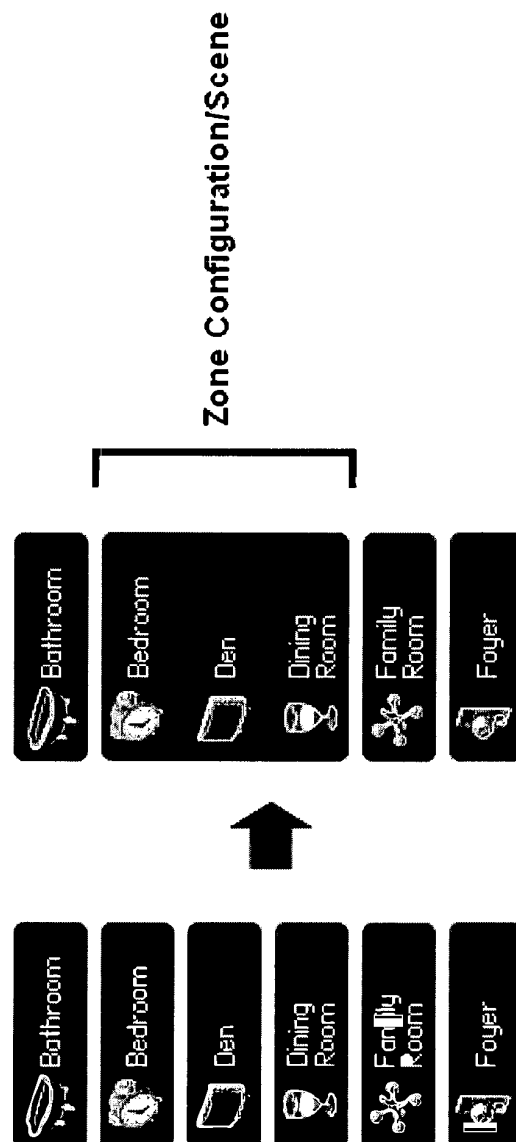 Bathroom
Bedroom
Den
Dining
Room
Family
Room
Foyer
Bathroom
Bedroom
Den
Dining
Room
Family
Room
Foyer
Zone Configuration/Scene